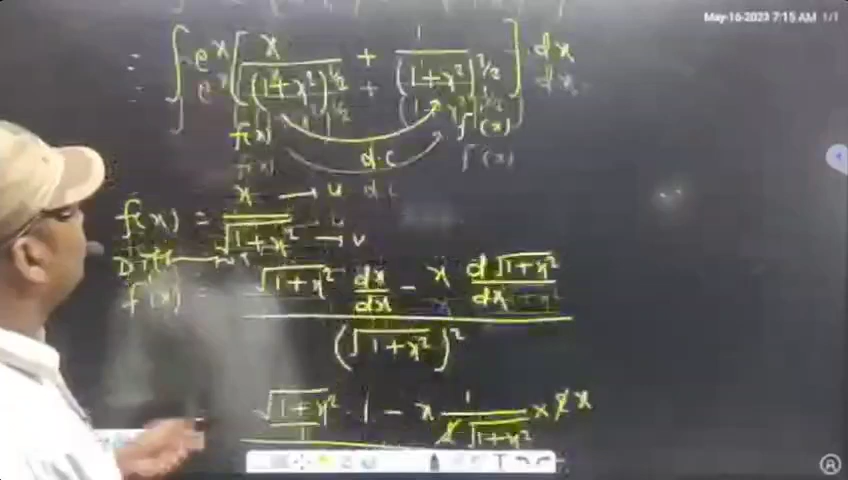 May-16-2023 7:15 AM 1/1
= ∫ e^x [ x / (1+x²)^1/2 + 1 / (1+x²)^3/2 ] dx
f(x) f'(x)
d.c
f(x) = x / √1+x² → u → v
Diff
f'(x) = √1+x² dx/dx - x d√1+x² / dx
(√1+x²)²
√1+x² · 1 - x 1 / 2√1+x² × 2x
1